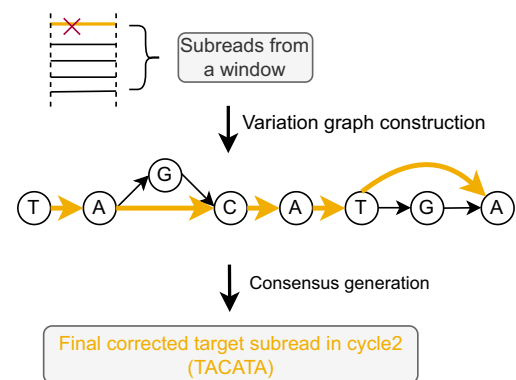 Subreads from
a window
Variation graph construction
G
T A C A T G A
Consensus generation
Final corrected target subread in cycle2
(TACATA)